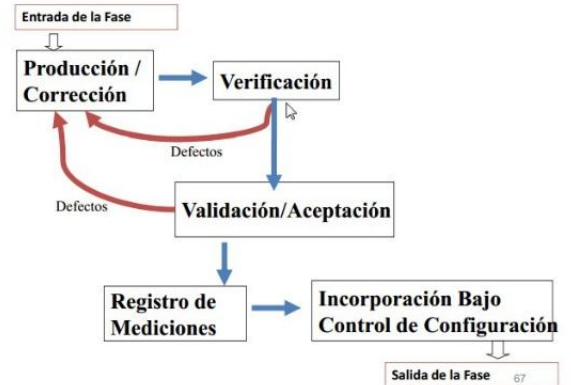 Entrada de la Fase
Producción /
Corrección
Verificación
Defectos
Defectos
Validación/Aceptación
Registro de
Mediciones
Incorporación Bajo
Control de Configuración
Salida de la Fase
67